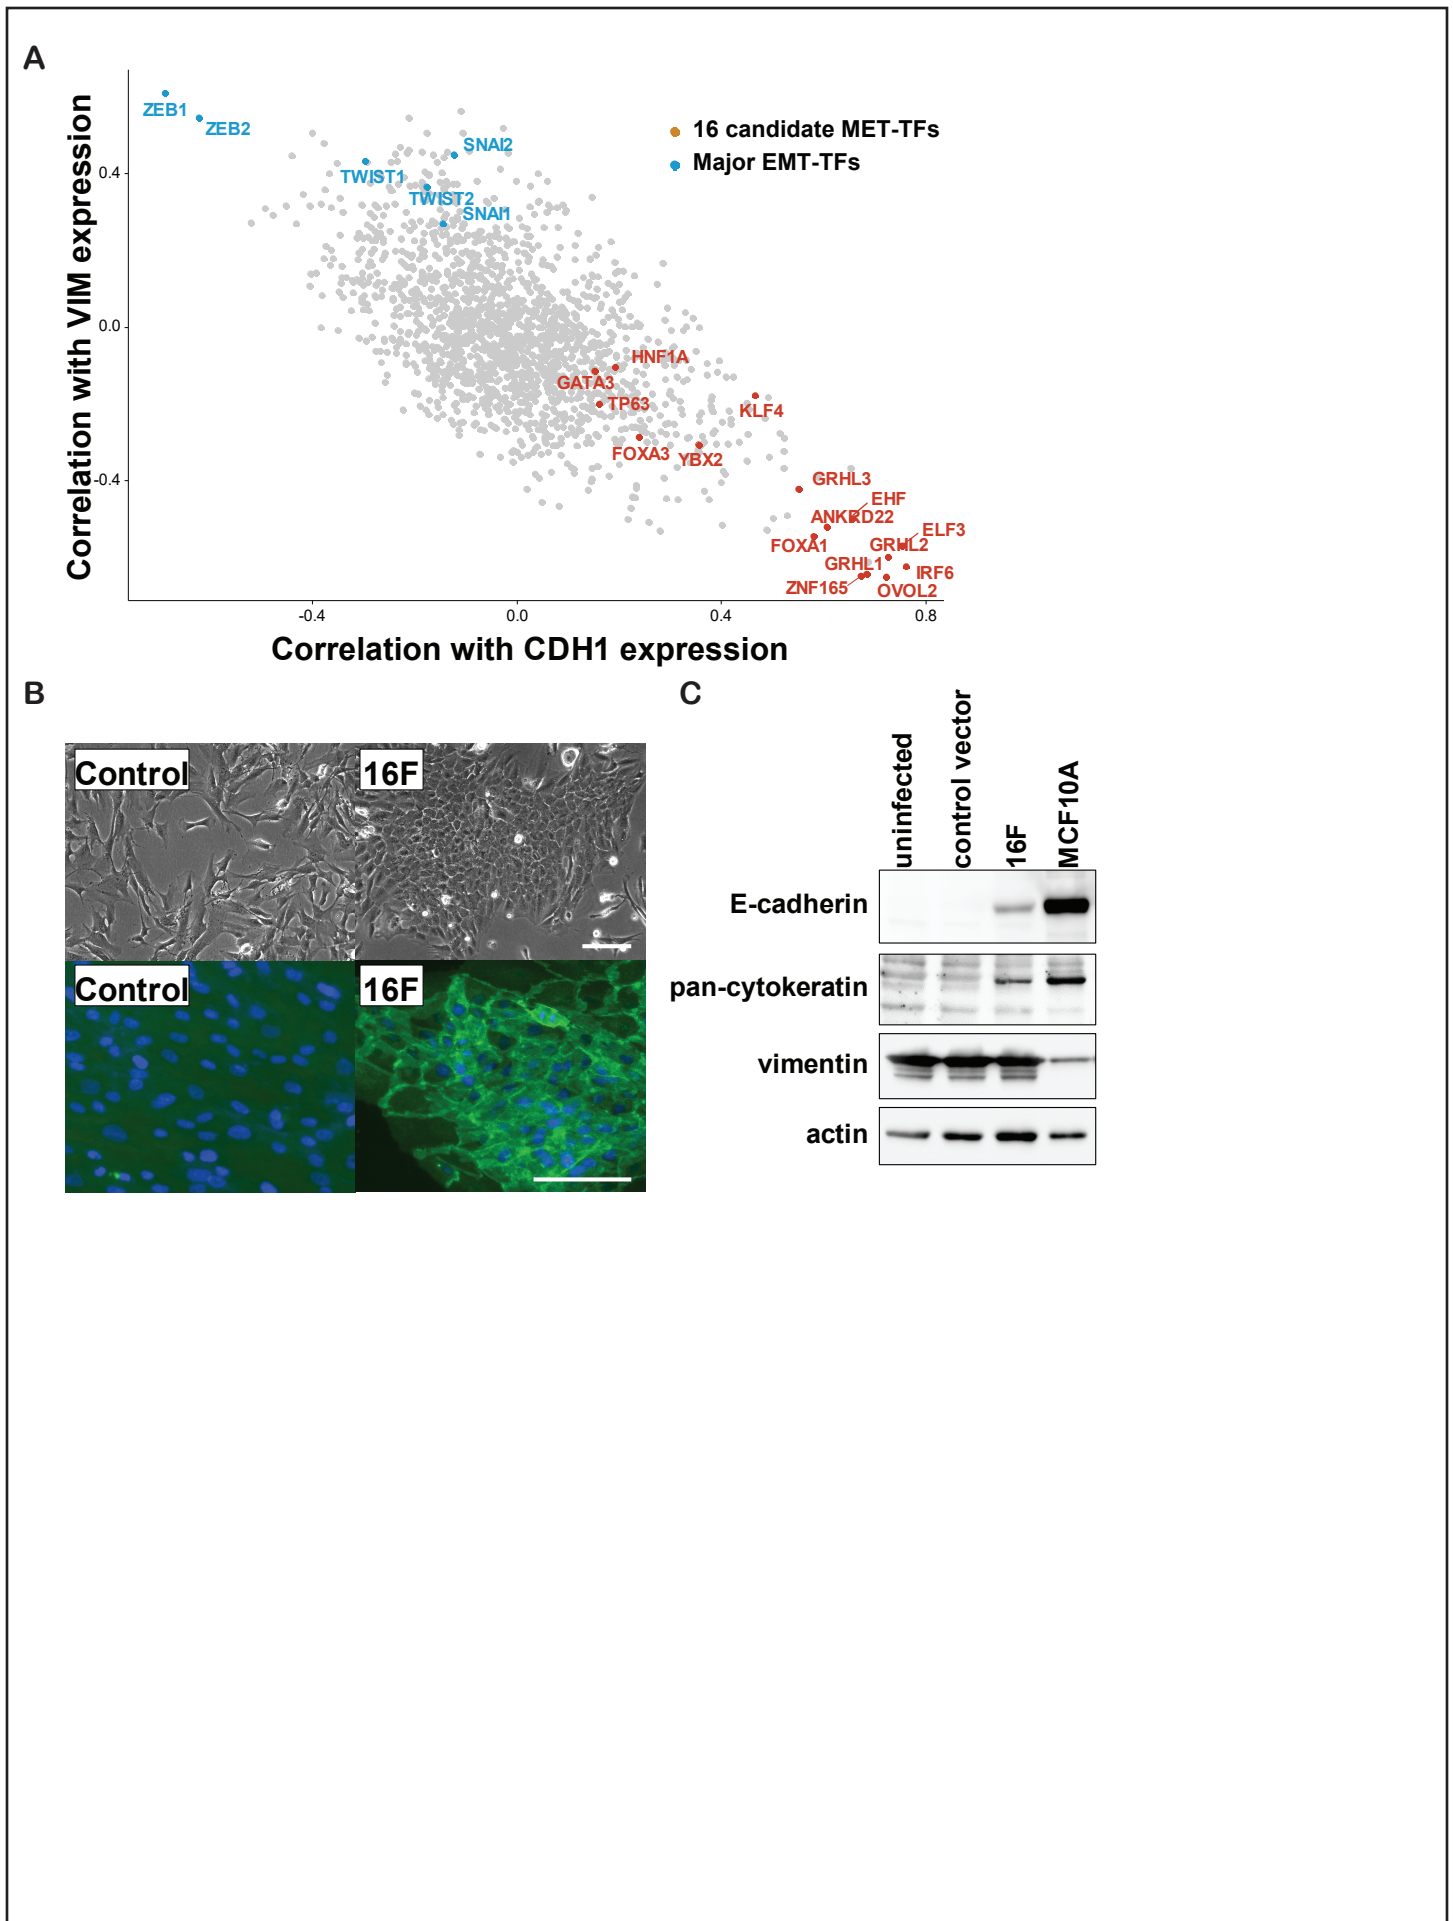 A
Correlation with VIM expression
0.4
0.0
-0.4
ZEB1
ZEB2
SNAI2
TWIST1
TWIST2
SNAI1
16 candidate MET-TFs
Major EMT-TFs
HNF1A
GATA3
TP63
KLF4
FOXA3
YBX2
GRHL3
EHF
ANKRD22
ELF3
FOXA1
GRHL2
GRHL1
IRF6
ZNF165
OVOL2
-0.4
0.0
0.4
0.8
Correlation with CDH1 expression
B
Control
16F
Control
16F
C
uninfected
control vector
16F
MCF10A
E-cadherin
pan-cytokeratin
vimentin
actin